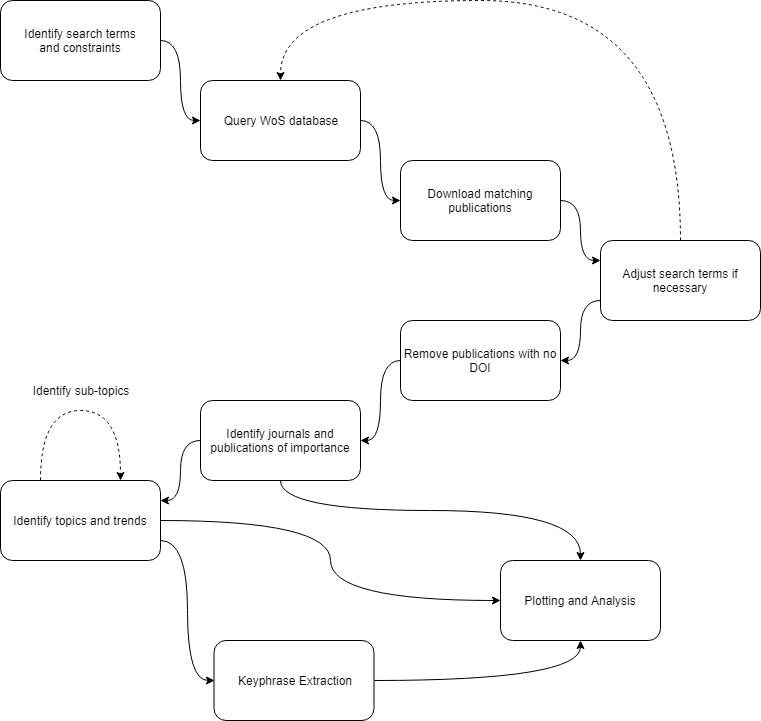 Identify search terms
and constraints
Query WoS database
Download matching
publications
Adjust search terms if
necessary
Remove publications with no
DOI
Identify sub-topics
Identify journals and
publications of importance
Identify topics and trends
Plotting and Analysis
Keyphrase Extraction